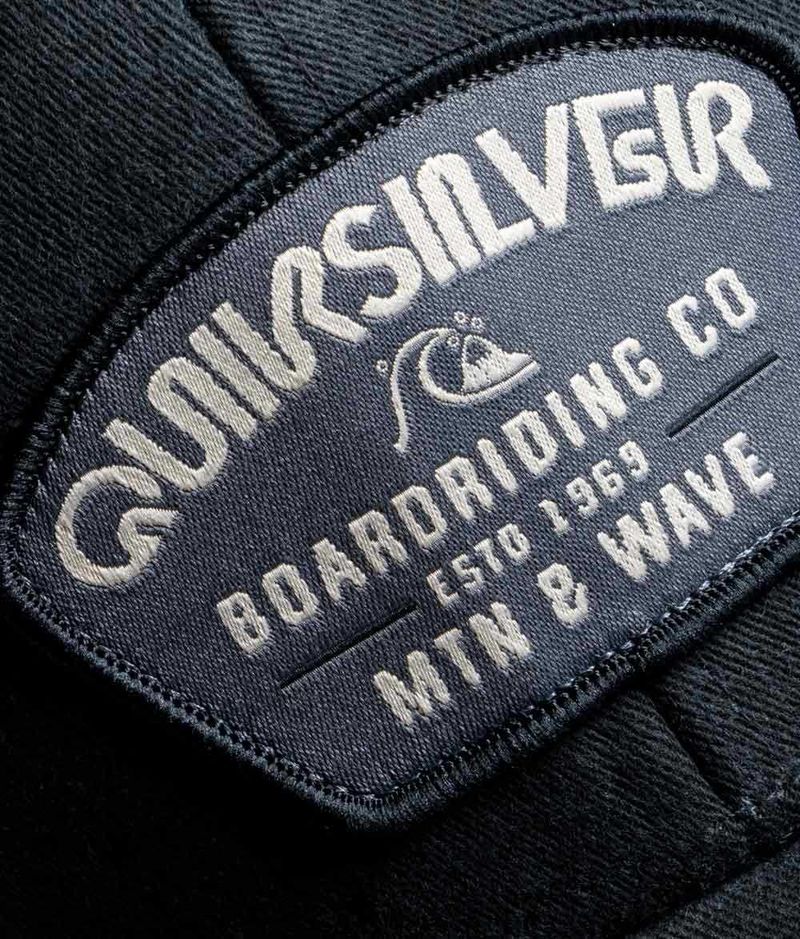 QUIKSILVER
BOARDRIDING CO
ESTD 1969
MTN & WAVE